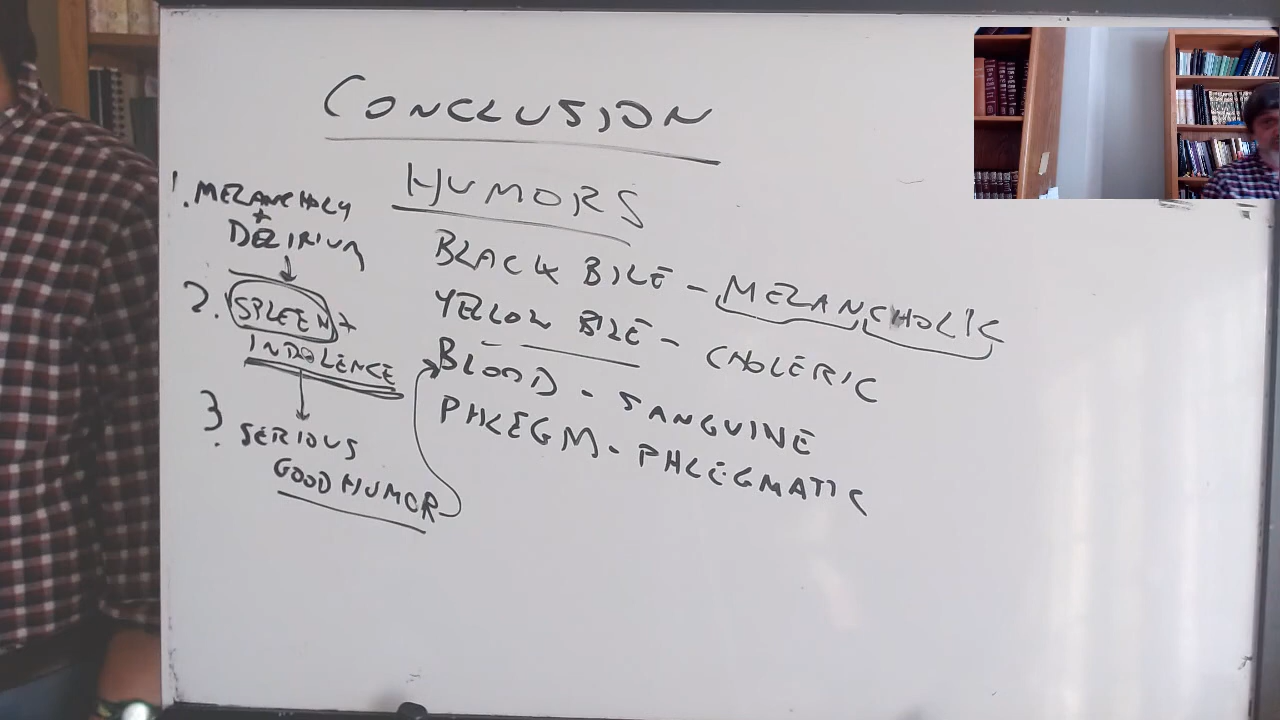 CONCLUSION
HUMORS
1. MELANCHOLY
+
DELIRIUM
2. SPLEEN +
INDOLENCE
3. SERIOUS
GOOD HUMOR
BLACK BILE - MELANCHOLIC
YELLOW BILE - CHOLERIC
BLOOD - SANGUINE
PHLEGM - PHLEGMATIC